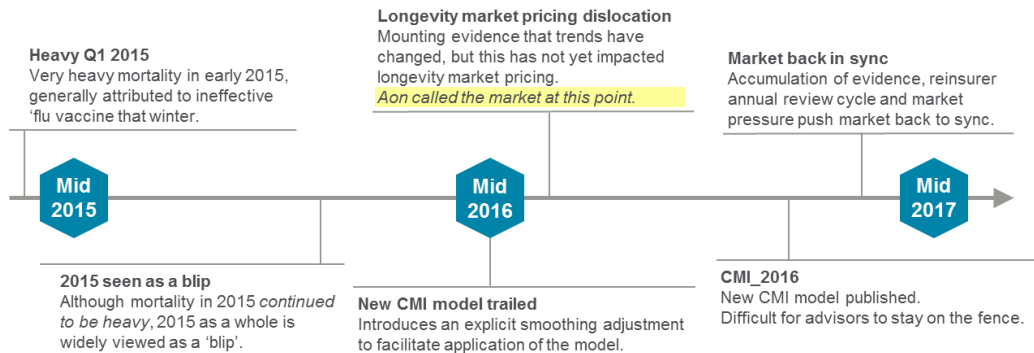 Longevity market pricing dislocation
Mounting evidence that trends have
changed, but this has not yet impacted
longevity market pricing.
Aon called the market at this point.
Heavy Q1 2015
Very heavy mortality in early 2015,
generally attributed to ineffective
‘flu vaccine that winter.
Market back in sync
Accumulation of evidence, reinsurer
annual review cycle and market
pressure push market back to sync.
Mid
2015
Mid
2016
Mid
2017
2015 seen as a blip
Although mortality in 2015 continued
to be heavy, 2015 as a whole is
widely viewed as a ‘blip’.
New CMI model trailed
Introduces an explicit smoothing adjustment
to facilitate application of the model.
CMI_2016
New CMI model published.
Difficult for advisors to stay on the fence.